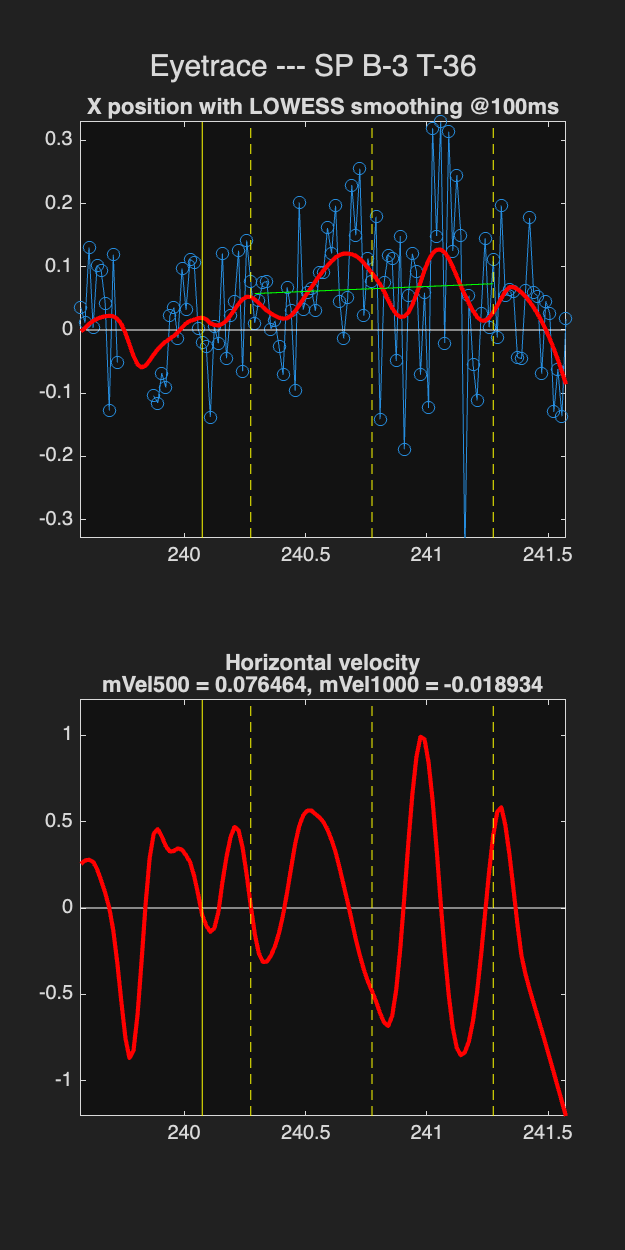 Eyetrace --- SP B-3 T-36
X position with LOWESS smoothing @100ms
0.3
0.2
0.1
0
-0.1
-0.2
-0.3
240 240.5 241 241.5
Horizontal velocity
mVel500 = 0.076464, mVel1000 = -0.018934
1
0.5
0
-0.5
-1
240 240.5 241 241.5